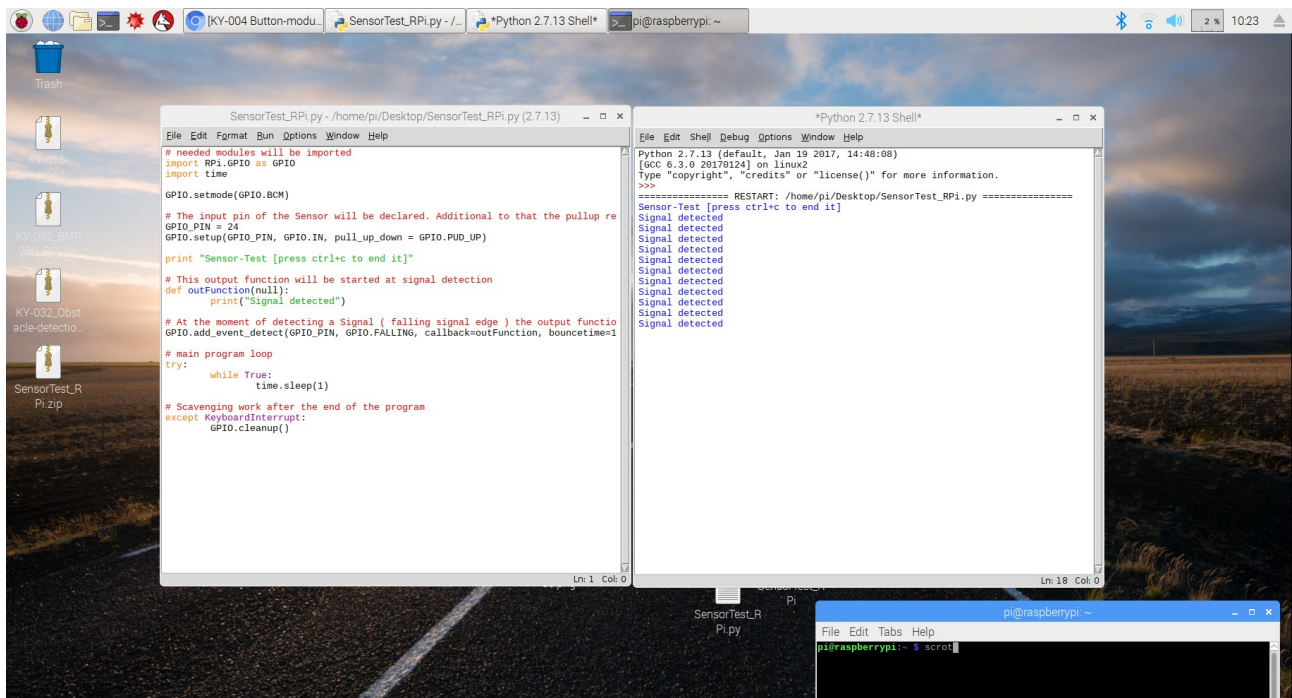 [KY-004 Button-modu...
SensorTest_RPi.py - /...
*Python 2.7.13 Shell*
pi@raspberrypi: ~
2 %
10:23
Trash
KY-016
KY-052_BMP
KY-032_Obst
acle-detectio...
SensorTest_R
Pi.zip
SensorTest_RPi.py - /home/pi/Desktop/SensorTest_RPi.py (2.7.13)
File Edit Format Run Options Window Help
# needed modules will be imported
import RPi.GPIO as GPIO
import time
GPIO.setmode(GPIO.BCM)
# The input pin of the Sensor will be declared. Additional to that the pullup re
GPIO_PIN = 24
GPIO.setup(GPIO_PIN, GPIO.IN, pull_up_down = GPIO.PUD_UP)
print "Sensor-Test [press ctrl+c to end it]"
# This output function will be started at signal detection
def outFunction(null):
print("Signal detected")
# At the moment of detecting a Signal ( falling signal edge ) the output functio
GPIO.add_event_detect(GPIO_PIN, GPIO.FALLING, callback=outFunction, bouncetime=1
# main program loop
try:
while True:
time.sleep(1)
# Scavenging work after the end of the program
except KeyboardInterrupt:
GPIO.cleanup()
Ln: 1 Col: 0
*Python 2.7.13 Shell*
File Edit Shell Debug Options Window Help
Python 2.7.13 (default, Jan 19 2017, 14:48:08)
[GCC 6.3.0 20170124] on linux2
Type "copyright", "credits" or "license()" for more information.
>>>
================ RESTART: /home/pi/Desktop/SensorTest_RPi.py ================
Sensor-Test [press ctrl+c to end it]
Signal detected
Signal detected
Signal detected
Signal detected
Signal detected
Signal detected
Signal detected
Signal detected
Signal detected
Signal detected
Signal detected
Ln: 18 Col: 0
SensorTest_R
Pi.py
Pi
pi@raspberrypi: ~
File Edit Tabs Help
pi@raspberrypi:~ $ scrot